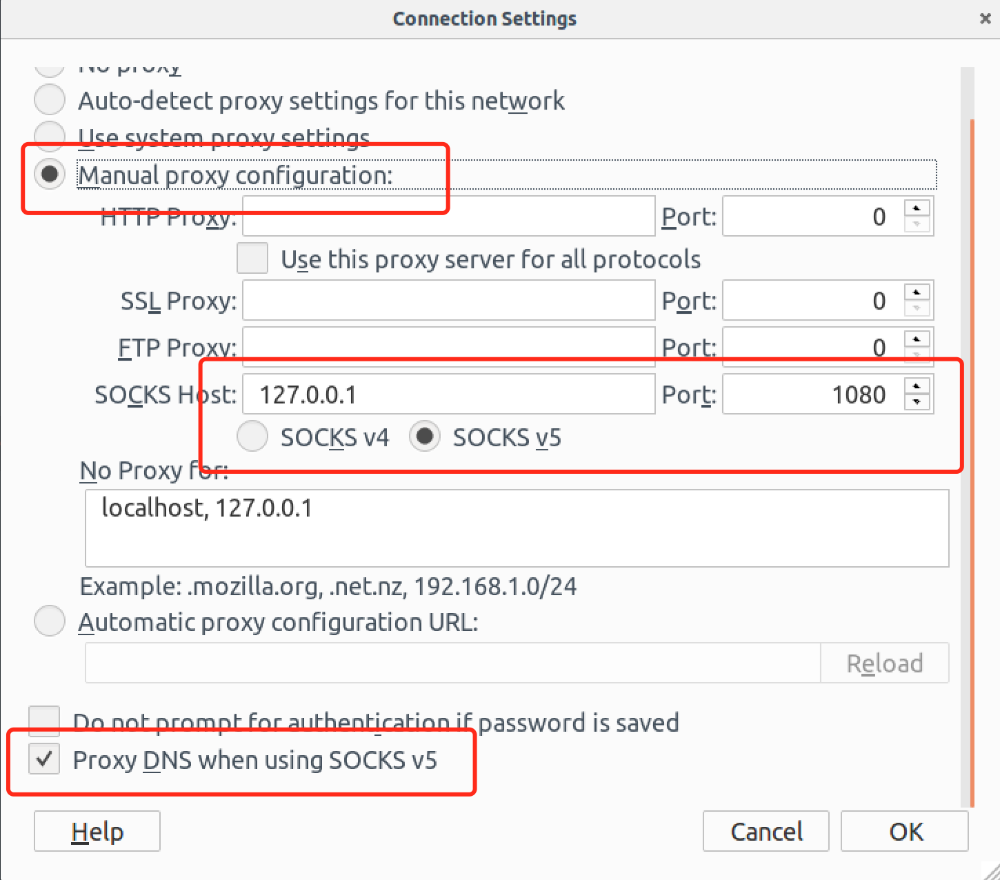 Connection Settings
No proxy
Auto-detect proxy settings for this network
Use system proxy settings
Manual proxy configuration:
HTTP Proxy: Port: 0
Use this proxy server for all protocols
SSL Proxy: Port: 0
FTP Proxy: Port: 0
SOCKS Host: 127.0.0.1 Port: 1080
SOCKS v4 SOCKS v5
No Proxy for:
localhost, 127.0.0.1
Example: .mozilla.org, .net.nz, 192.168.1.0/24
Automatic proxy configuration URL:
Reload
Do not prompt for authentication if password is saved
Proxy DNS when using SOCKS v5
Help Cancel OK